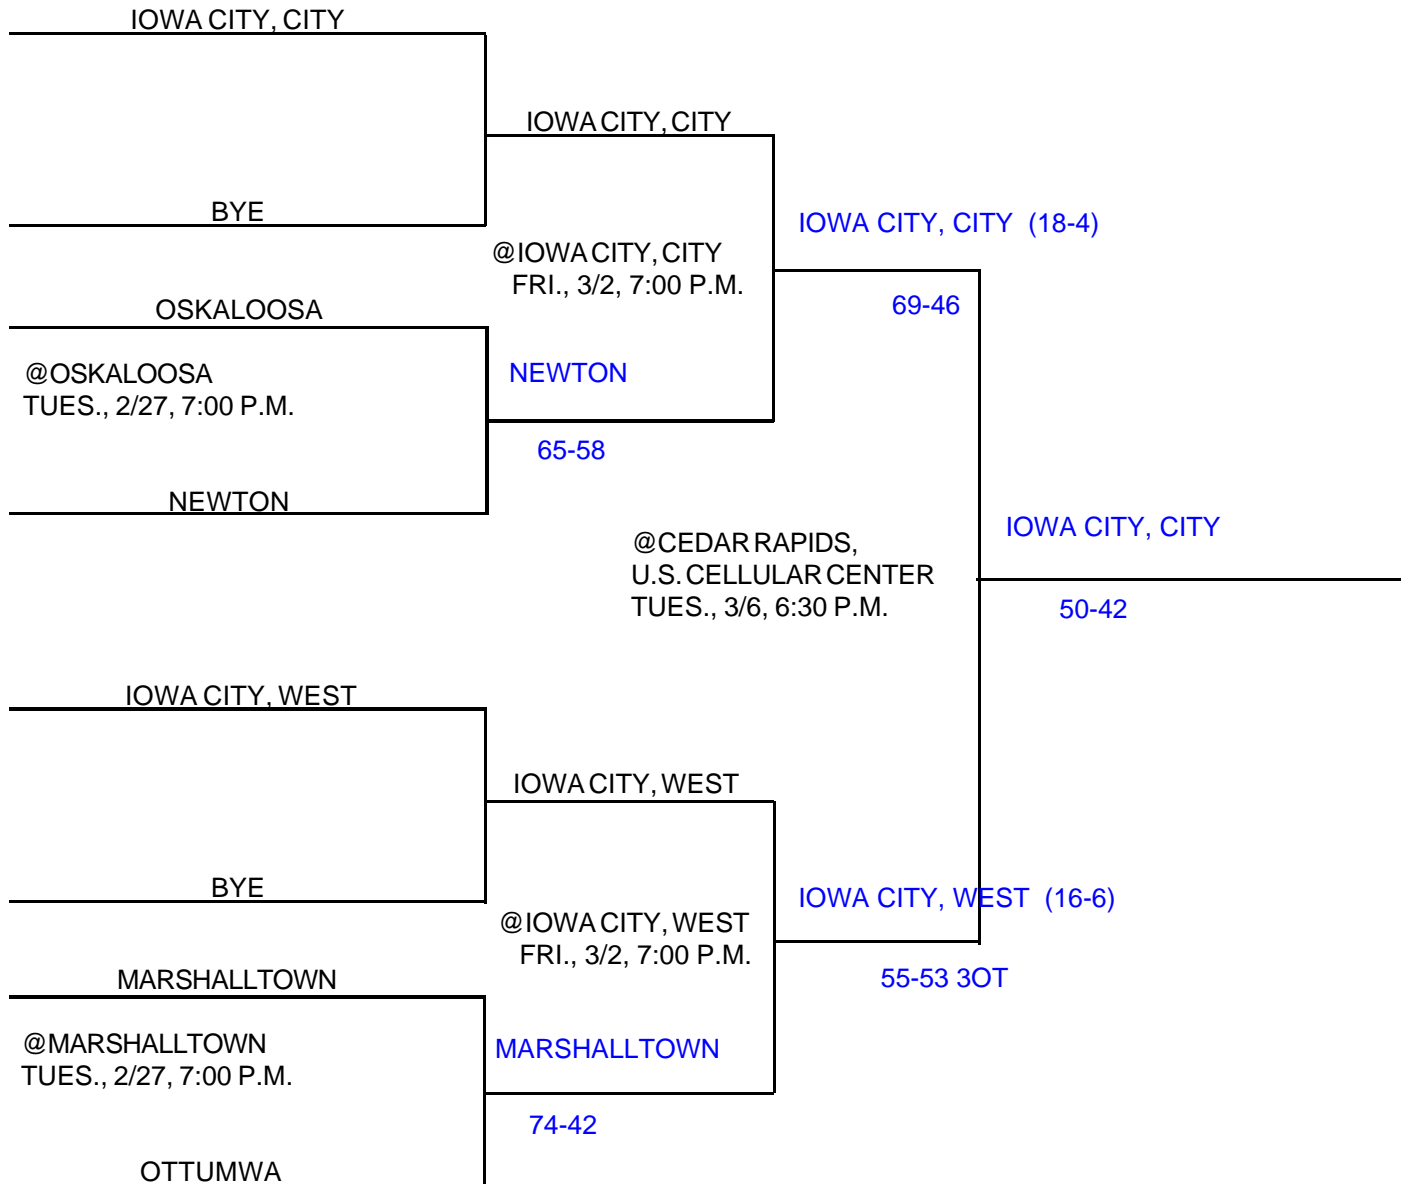 IOWA CITY, CITY
IOWA CITY, CITY
BYE
IOWA CITY, CITY (18-4)
@IOWA CITY, CITY
FRI., 3/2, 7:00 P.M.
69-46
OSKALOOSA
@OSKALOOSA
TUES., 2/27, 7:00 P.M.
NEWTON
65-58
NEWTON
@CEDAR RAPIDS,
U.S. CELLULAR CENTER
TUES., 3/6, 6:30 P.M.
IOWA CITY, CITY
50-42
IOWA CITY, WEST
IOWA CITY, WEST
BYE
IOWA CITY, WEST (16-6)
@IOWA CITY, WEST
FRI., 3/2, 7:00 P.M.
55-53 3OT
MARSHALLTOWN
@MARSHALLTOWN
TUES., 2/27, 7:00 P.M.
MARSHALLTOWN
74-42
OTTUMWA